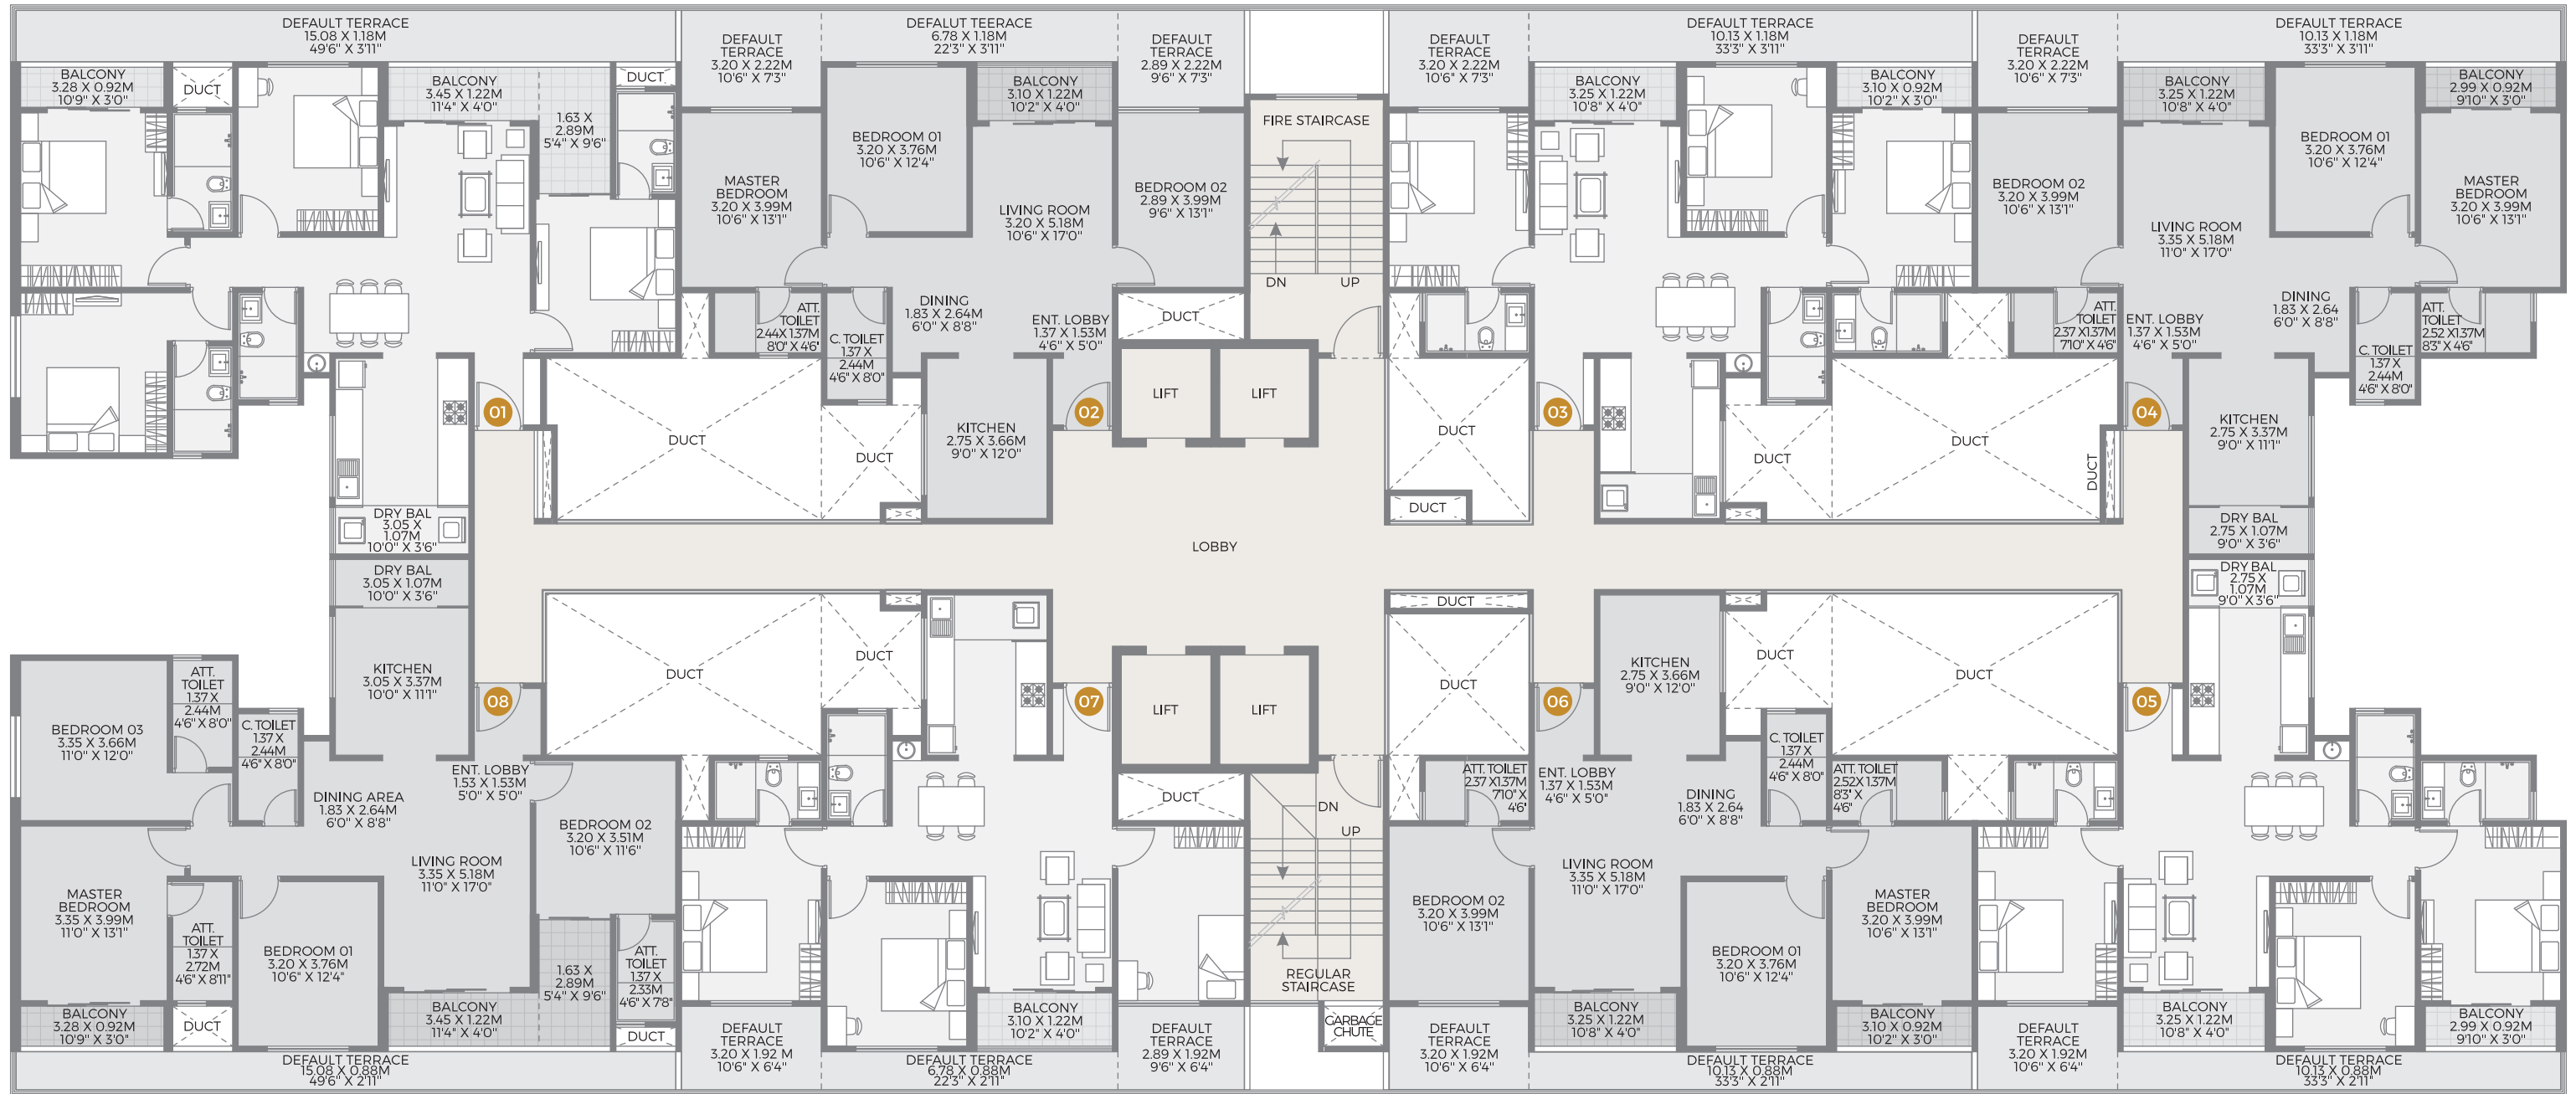 DEFAULT TERRACE
15.08 X 1.18M
49'6" X 3'11"
BALCONY
3.28 X 0.92M
10'9" X 3'0"
DUCT
BALCONY
3.45 X 1.22M
11'4" X 4'0"
1.63 X
2.89M
5'4" X 9'6"
DUCT
01
DRY BAL
3.05 X
1.07M
10'0" X 3'6"
DEFAULT
TERRACE
3.20 X 2.22M
10'6" X 7'3"
DEFALUT TEERACE
6.78 X 1.18M
22'3" X 3'11"
DEFAULT
TERRACE
2.89 X 2.22M
9'6" X 7'3"
BALCONY
3.10 X 1.22M
10'2" X 4'0"
BEDROOM 01
3.20 X 3.76M
10'6" X 12'4"
MASTER
BEDROOM
3.20 X 3.99M
10'6" X 13'1"
LIVING ROOM
3.20 X 5.18M
10'6" X 17'0"
BEDROOM 02
2.89 X 3.99M
9'6" X 13'1"
ATT.
TOILET
2.44X 1.37M
8'0" X 4'6"
C. TOILET
1.37 X
2.44M
4'6" X 8'0"
DINING
1.83 X 2.64M
6'0" X 8'8"
ENT. LOBBY
1.37 X 1.53M
4'6" X 5'0"
DUCT
02
KITCHEN
2.75 X 3.66M
9'0" X 12'0"
DUCT
DUCT
FIRE STAIRCASE
DN
UP
LIFT
LIFT
DEFAULT
TERRACE
3.20 X 2.22M
10'6" X 7'3"
DEFAULT TERRACE
10.13 X 1.18M
33'3" X 3'11"
BALCONY
3.25 X 1.22M
10'8" X 4'0"
BALCONY
3.10 X 0.92M
10'2" X 3'0"
03
DUCT
DUCT
DUCT
DUCT
DUCT
DEFAULT
TERRACE
3.20 X 2.22M
10'6" X 7'3"
DEFAULT TERRACE
10.13 X 1.18M
33'3" X 3'11"
BALCONY
3.25 X 1.22M
10'8" X 4'0"
BALCONY
2.99 X 0.92M
9'10" X 3'0"
BEDROOM 01
3.20 X 3.76M
10'6" X 12'4"
BEDROOM 02
3.20 X 3.99M
10'6" X 13'1"
MASTER
BEDROOM
3.20 X 3.99M
10'6" X 13'1"
LIVING ROOM
3.35 X 5.18M
11'0" X 17'0"
ATT.
TOILET
2.37 X1.37M
7'10" X 4'6"
ENT. LOBBY
1.37 X 1.53M
4'6" X 5'0"
DINING
1.83 X 2.64
6'0" X 8'8"
ATT.
TOILET
2.52 X1.37M
8'3" X 4'6"
C. TOILET
1.37 X
2.44M
4'6" X 8'0"
04
KITCHEN
2.75 X 3.37M
9'0" X 11'1"
DRY BAL
2.75 X 1.07M
9'0" X 3'6"
LOBBY
DRY BAL
3.05 X 1.07M
10'0" X 3'6"
KITCHEN
3.05 X 3.37M
10'0" X 11'1"
08
ATT.
TOILET
1.37 X
2.44M
4'6" X 8'0"
BEDROOM 03
3.35 X 3.66M
11'0" X 12'0"
C. TOILET
1.37 X
2.44M
4'6" X 8'0"
ENT. LOBBY
1.53 X 1.53M
5'0" X 5'0"
DINING AREA
1.83 X 2.64M
6'0" X 8'8"
BEDROOM 02
3.20 X 3.51M
10'6" X 11'6"
LIVING ROOM
3.35 X 5.18M
11'0" X 17'0"
MASTER
BEDROOM
3.35 X 3.99M
11'0" X 13'1"
ATT.
TOILET
1.37 X
2.72M
4'6" X 8'11"
BEDROOM 01
3.20 X 3.76M
10'6" X 12'4"
1.63 X
2.89M
5'4" X 9'6"
ATT.
TOILET
1.37 X
2.33M
4'6" X 7'8"
BALCONY
3.28 X 0.92M
10'9" X 3'0"
DUCT
BALCONY
3.45 X 1.22M
11'4" X 4'0"
DUCT
DEFAULT TERRACE
15.08 X 0.88M
49'6" X 2'11"
DUCT
DUCT
07
DUCT
BALCONY
3.10 X 1.22M
10'2" X 4'0"
DEFAULT
TERRACE
3.20 X 1.92 M
10'6" X 6'4"
DEFAULT TERRACE
6.78 X 0.88M
22'3" X 2'11"
DEFAULT
TERRACE
2.89 X 1.92M
9'6" X 6'4"
LIFT
LIFT
DN
UP
REGULAR
STAIRCASE
GARBAGE
CHUTE
DUCT
DUCT
06
KITCHEN
2.75 X 3.66M
9'0" X 12'0"
DUCT
DUCT
ATT. TOILET
2.37 X1.37M
7'10" X
4'6"
ENT. LOBBY
1.37 X 1.53M
4'6" X 5'0"
C. TOILET
1.37 X
2.44M
4'6" X 8'0"
DINING
1.83 X 2.64
6'0" X 8'8"
ATT. TOILET
2.52X 1.37M
8'3" X
4'6"
BEDROOM 02
3.20 X 3.99M
10'6" X 13'1"
LIVING ROOM
3.35 X 5.18M
11'0" X 17'0"
MASTER
BEDROOM
3.20 X 3.99M
10'6" X 13'1"
BEDROOM 01
3.20 X 3.76M
10'6" X 12'4"
BALCONY
3.25 X 1.22M
10'8" X 4'0"
BALCONY
3.10 X 0.92M
10'2" X 3'0"
DEFAULT
TERRACE
3.20 X 1.92M
10'6" X 6'4"
DEFAULT TERRACE
10.13 X 0.88M
33'3" X 2'11"
DRY BAL
2.75 X
1.07M
9'0" X 3'6"
05
BALCONY
3.25 X 1.22M
10'8" X 4'0"
BALCONY
2.99 X 0.92M
9'10" X 3'0"
DEFAULT
TERRACE
3.20 X 1.92M
10'6" X 6'4"
DEFAULT TERRACE
10.13 X 0.88M
33'3" X 2'11"